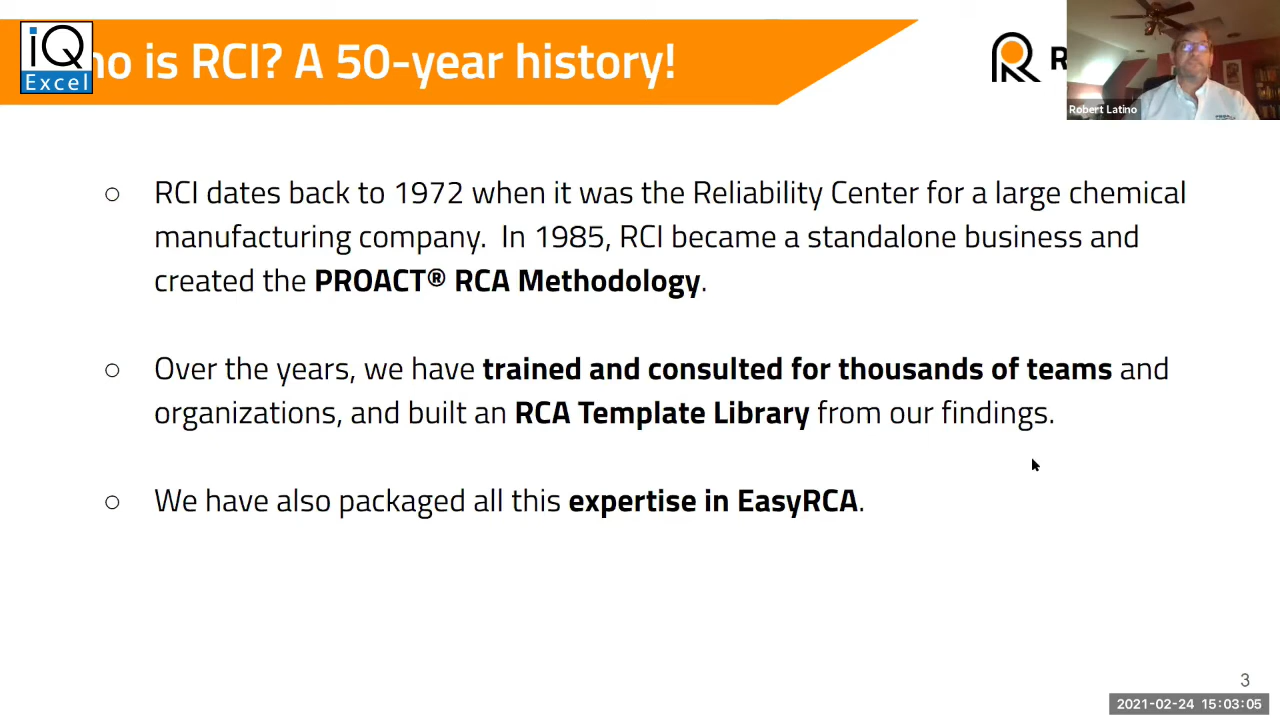 iQ
Excel
ho is RCI? A 50-year history!
R
Robert Latino
○ RCI dates back to 1972 when it was the Reliability Center for a large chemical
manufacturing company. In 1985, RCI became a standalone business and
created the PROACT® RCA Methodology.
○ Over the years, we have trained and consulted for thousands of teams and
organizations, and built an RCA Template Library from our findings.
○ We have also packaged all this expertise in EasyRCA.
3
2021-02-24 15:03:05